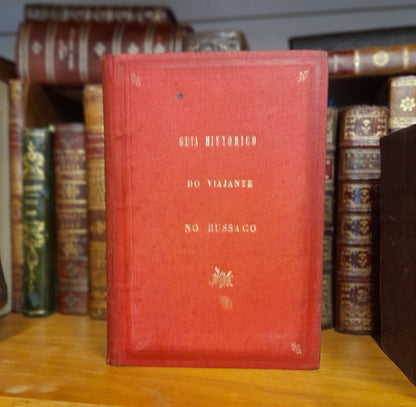 GUIA HISTORICO
DO VIAJANTE
NO BUSSACO